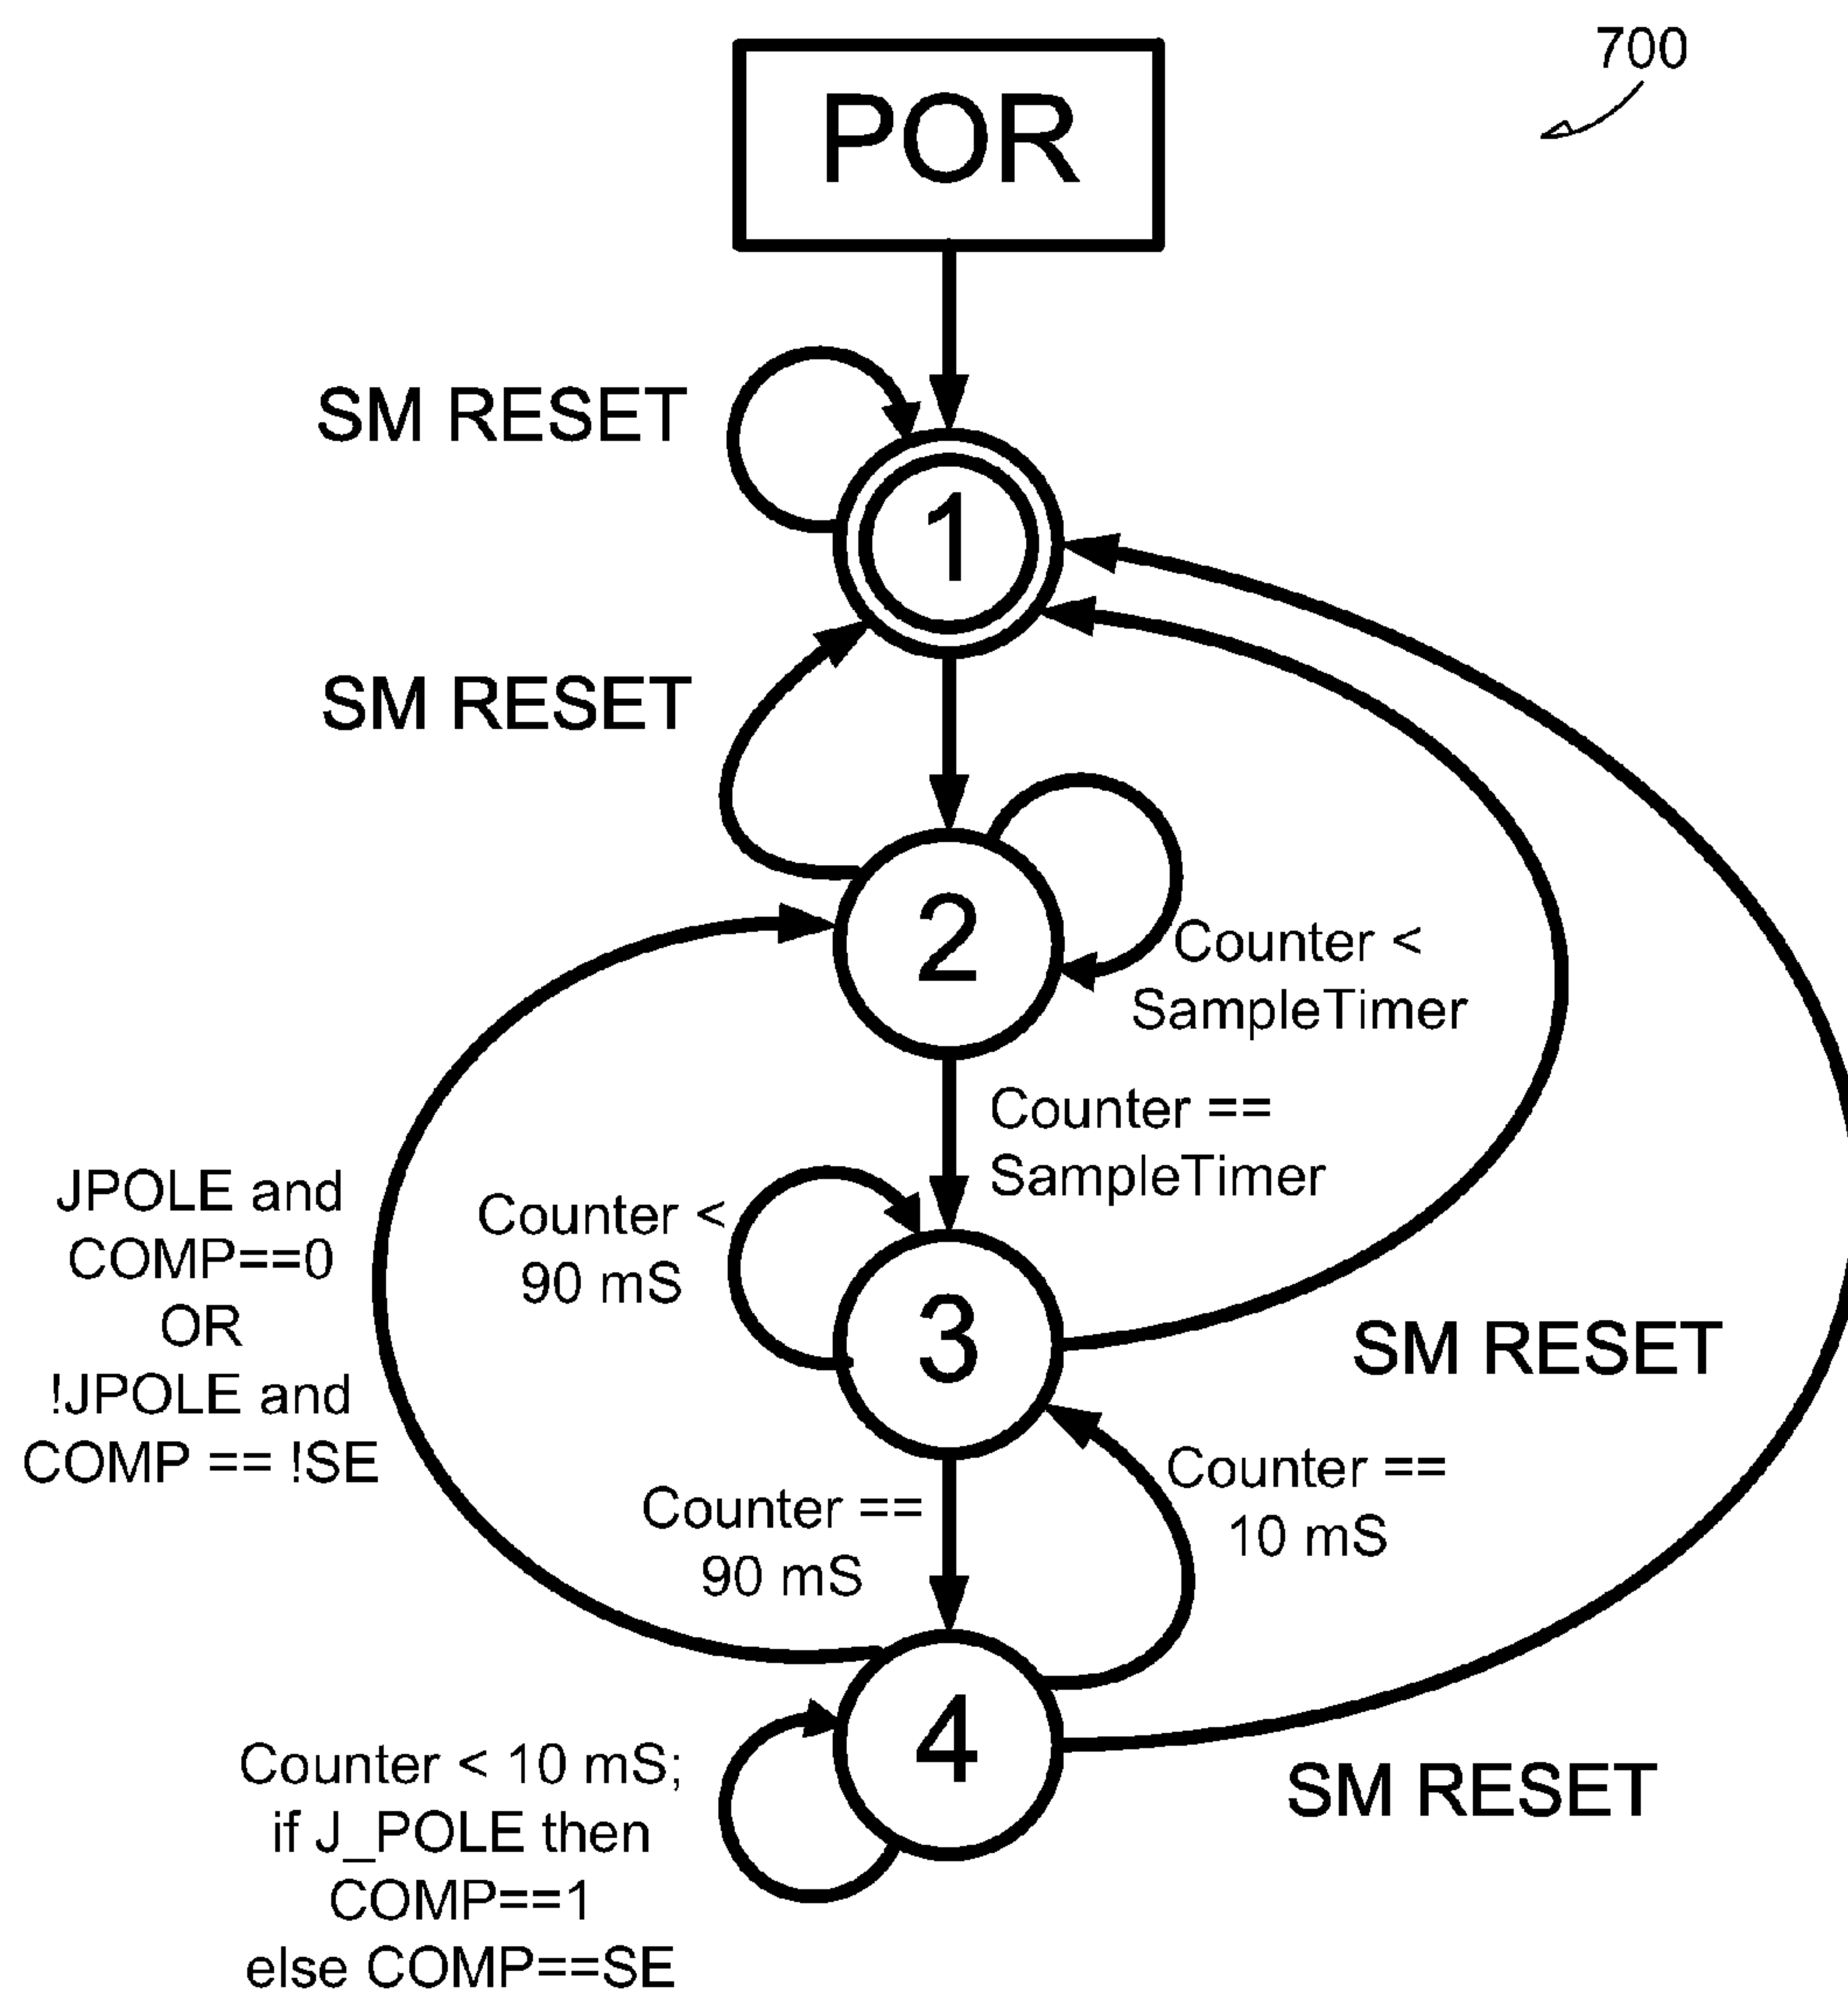 700
POR
SM RESET
1
SM RESET
2
Counter <
SampleTimer
Counter ==
SampleTimer
JPOLE and
COMP==0
OR
!JPOLE and
COMP == !SE
Counter <
90 mS
3
SM RESET
Counter ==
90 mS
Counter ==
10 mS
4
Counter < 10 mS;
if J_POLE then
COMP==1
else COMP==SE
SM RESET